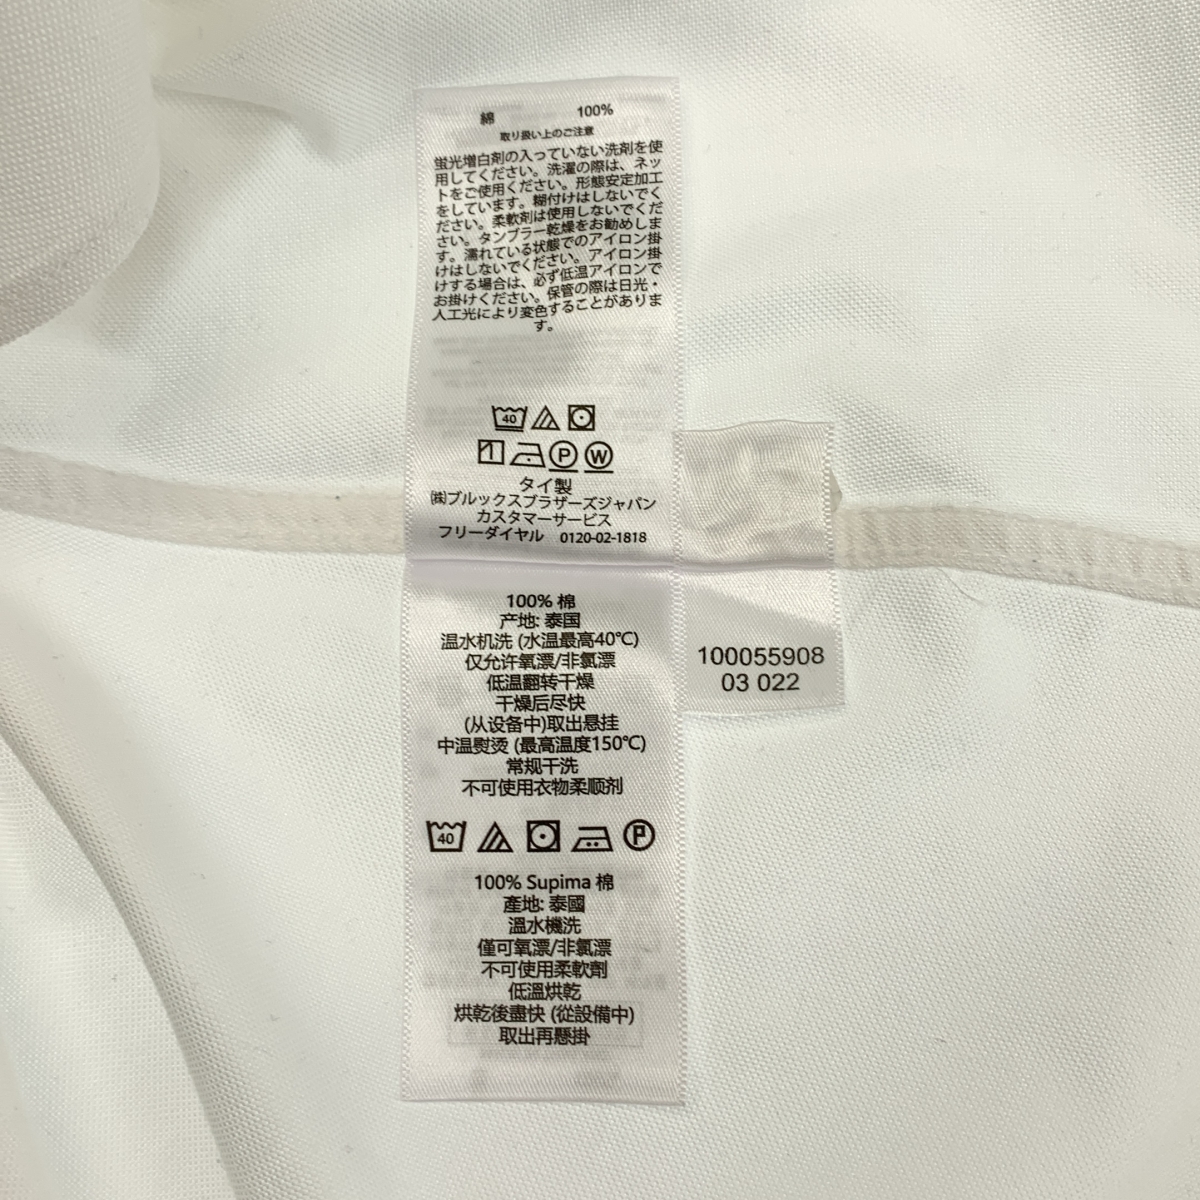 綿 100%
取り扱い上のご注意
蛍光増白剤の入っていない洗剤を使
用してください。洗濯の際は、ネッ
トをご使用ください。形態安定加工
をしています。糊付けはしないでく
ださい。柔軟剤は使用しないでくだ
さい。タンブラー乾燥をお勧めしま
す。濡れている状態でのアイロン掛
けはしないでください。アイロン掛
けする場合は、必ず低温アイロンで
お掛けください。保管の際は日光・
人工光により変色することがありま
す。
40
P W
タイ製
㈱ブルックスブラザーズジャパン
カスタマーサービス
フリーダイヤル 0120-02-1818
100% 棉
产地: 泰国
温水机洗 (水温最高40℃)
仅允许氧漂/非氯漂
低温翻转干燥
干燥后尽快
(从设备中)取出悬挂
中温熨烫 (最高温度150℃)
常规干洗
不可使用衣物柔顺剂
40 P
100% Supima 棉
產地: 泰國
溫水機洗
僅可氧漂/非氯漂
不可使用柔軟劑
低溫烘乾
烘乾後盡快 (從設備中)
取出再懸掛
100055908
03 022